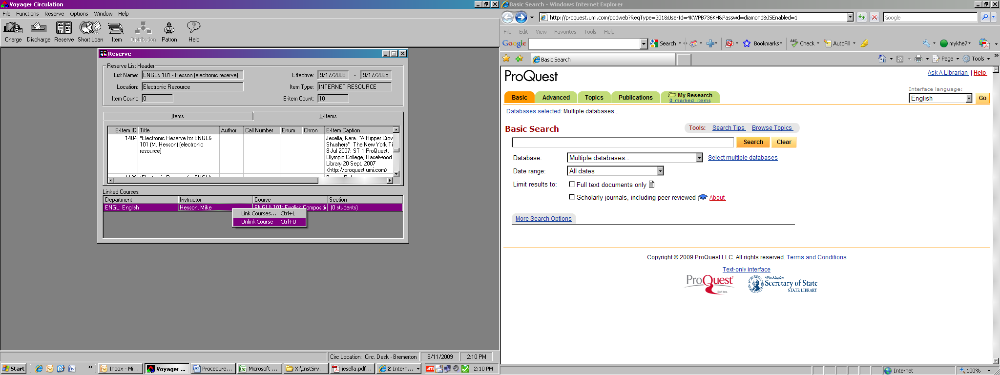 Voyager Circulation
File Functions Reserve Options Window Help
Charge Discharge Reserve Short Loan Item Distribution Patron Help
Reserve
Reserve List Header
List Name: ENGL& 101 - Hesson (electronic reserve) Effective: 9/17/2008 - 9/17/2025
Location: Electronic Resource Item Type: INTERNET RESOURCE
Item Count: 0 E-item Count: 10
Items E-Items
E-Item ID Title Author Call Number Enum Chron E-Item Caption
1404 *Electronic Reserve for ENGL& Jesella, Kara. "A Hipper Crow
101 (M. Hesson) (electronic Shushers" The New York Ti
resource) 8 Jul 2007: ST 1 ProQuest,
Olympic College, Haselwood
Library 20 Sept. 2007
<http://proquest.umi.com>
Linked Courses:
Department Instructor Course Section
ENGL: English Hesson, Mike ENGL& 101: English Compositic (0 students)
Link Courses... Ctrl+L
Unlink Course Ctrl+U
Circ Location: Circ. Desk - Bremerton 6/11/2009 2:10 PM
Start Inbox - Mi... Voyager ... Procedure... Microsoft ... X:\InstSrv... jesella.pdf... 2 Intern... ATI 2:10 PM
Basic Search - Windows Internet Explorer
http://proquest.umi.com/pqdweb?ReqType=301&UserId=4KWPB736KH&Passwd=diamond&JSEnabled=1 Google
File Edit View Favorites Tools Help
Google Search Bookmarks Check AutoFill mykhe7
Basic Search Page Tools
ProQuest Ask A Librarian | Help
Interface language:
English Go
Basic Advanced Topics Publications My Research
0 marked items
Databases selected: Multiple databases...
Basic Search Tools: Search Tips Browse Topics
Search Clear
Database: Multiple databases... Select multiple databases
Date range: All dates
Limit results to: Full text documents only
Scholarly journals, including peer-reviewed About
More Search Options
Copyright © 2009 ProQuest LLC. All rights reserved. Terms and Conditions
Text-only interface
ProQuest Start here.
Washington
Secretary of State
STATE LIBRARY
Internet 100%